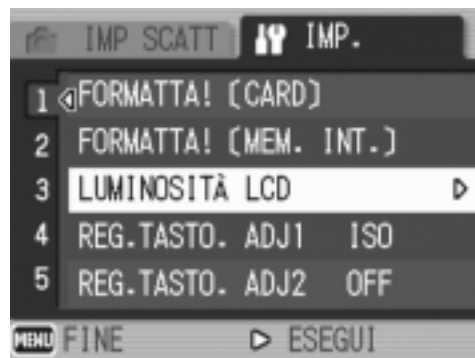 IMP SCATT IMP.
1 FORMATTA! [CARD]
2 FORMATTA! [MEM. INT.]
3 LUMINOSITÀ LCD
4 REG.TASTO. ADJ1 ISO
5 REG.TASTO. ADJ2 OFF
MENU FINE ESEGUI